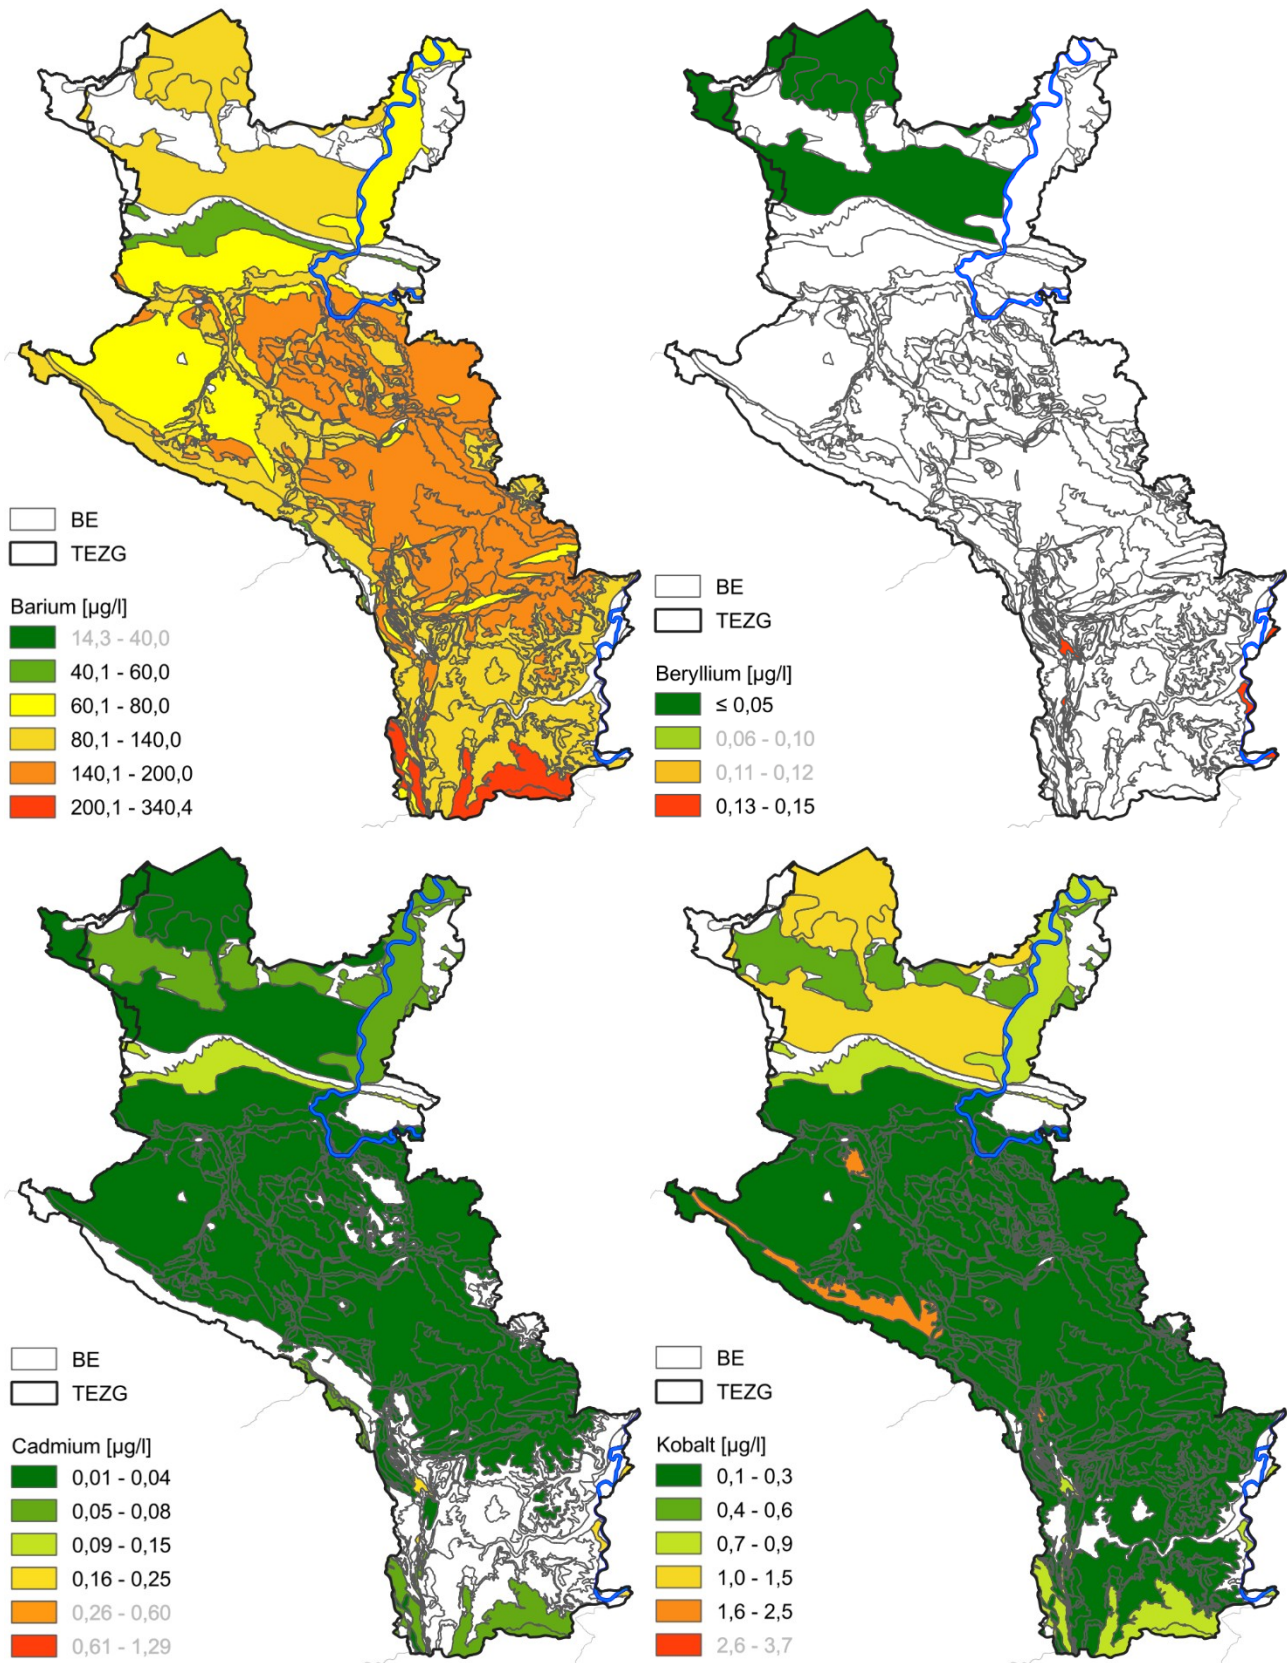 BE
TEZG
Barium [µg/l]
14,3 - 40,0
40,1 - 60,0
60,1 - 80,0
80,1 - 140,0
140,1 - 200,0
200,1 - 340,4
BE
TEZG
Beryllium [µg/l]
≤ 0,05
0,06 - 0,10
0,11 - 0,12
0,13 - 0,15
BE
TEZG
Cadmium [µg/l]
0,01 - 0,04
0,05 - 0,08
0,09 - 0,15
0,16 - 0,25
0,26 - 0,60
0,61 - 1,29
BE
TEZG
Kobalt [µg/l]
0,1 - 0,3
0,4 - 0,6
0,7 - 0,9
1,0 - 1,5
1,6 - 2,5
2,6 - 3,7